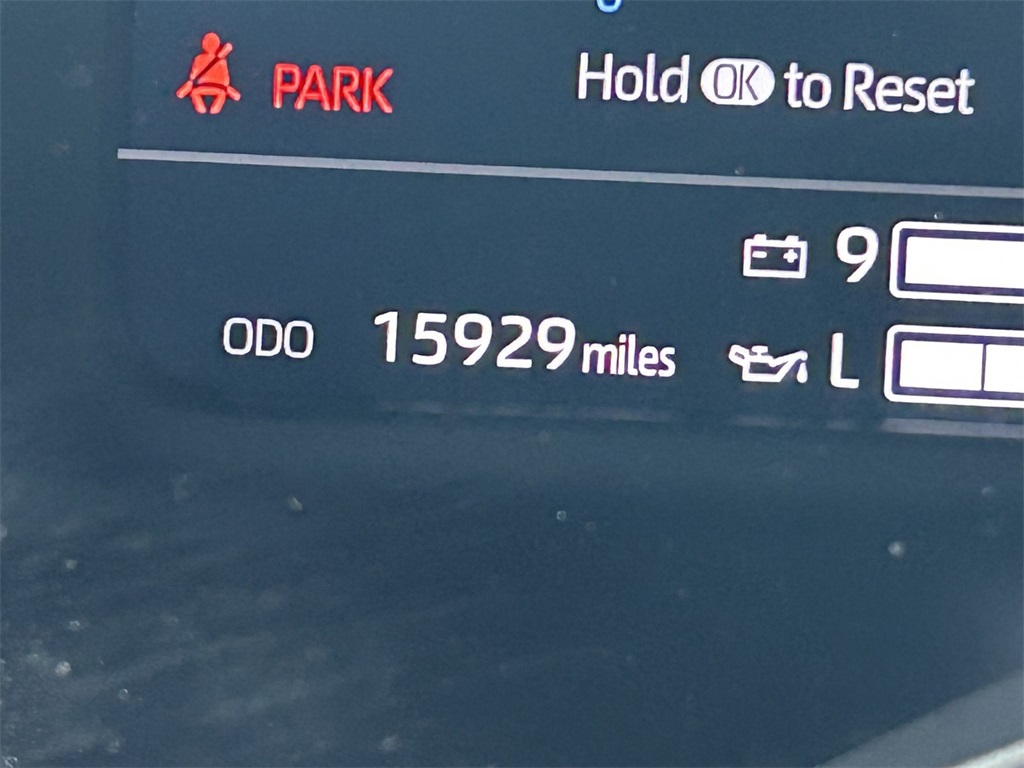 PARK Hold OK to Reset
9
ODO 15929 miles L